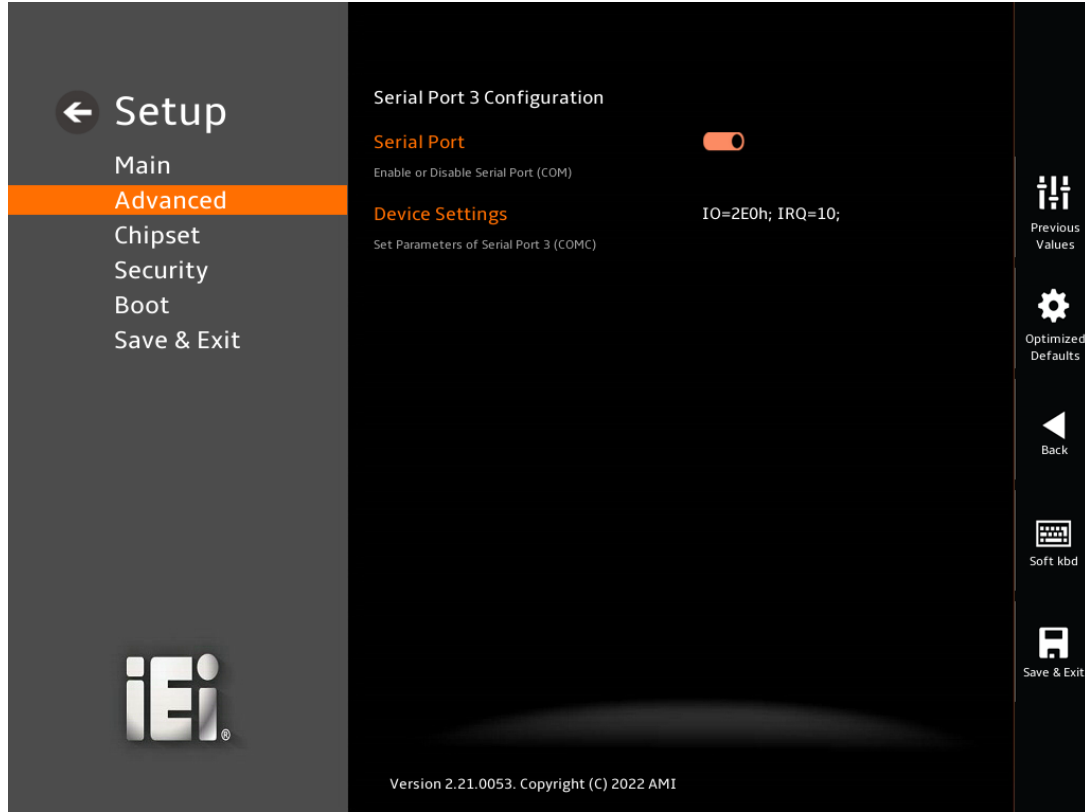 Setup
Main
Advanced
Chipset
Security
Boot
Save & Exit
Serial Port 3 Configuration
Serial Port
Enable or Disable Serial Port (COM)
Device Settings
IO=2E0h; IRQ=10;
Set Parameters of Serial Port 3 (COMC)
Previous
Values
Optimized
Defaults
Back
Soft kbd
Save & Exit
iEi®
Version 2.21.0053. Copyright (C) 2022 AMI